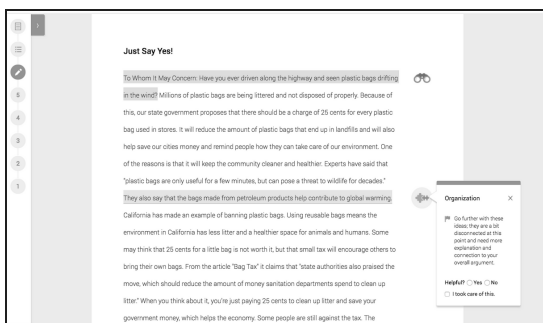 5
4
3
2
1
Just Say Yes!
To Whom It May Concern: Have you ever driven along the highway and seen plastic bags drifting
in the wind? Millions of plastic bags are being littered and not disposed of properly. Because of
this, our state government proposes that there should be a charge of 25 cents for every plastic
bag used in stores. It will reduce the amount of plastic bags that end up in landfills and will also
help save our cities money and remind people how they can take care of our environment. One
of the reasons is that it will keep the community cleaner and healthier. Experts have said that
"plastic bags are only useful for a few minutes, but can pose a threat to wildlife for decades."
They also say that the bags made from petroleum products help contribute to global warming.
California has made an example of banning plastic bags. Using reusable bags means the
environment in California has less litter and a healthier space for animals and humans. Some
may think that 25 cents for a little bag is not worth it, but that small tax will encourage others to
bring their own bags. From the article "Bag Tax" it claims that "state authorities also praised the
move, which should reduce the amount of money sanitation departments spend to clean up
litter." When you think about it, you're just paying 25 cents to clean up litter and save your
government money, which helps the economy. Some people are still against the tax. The
Organization
Go further with these
ideas; they are a bit
disconnected at this
point and need more
explanation and
connection to your
overall argument.
Helpful? Yes No
I took care of this.